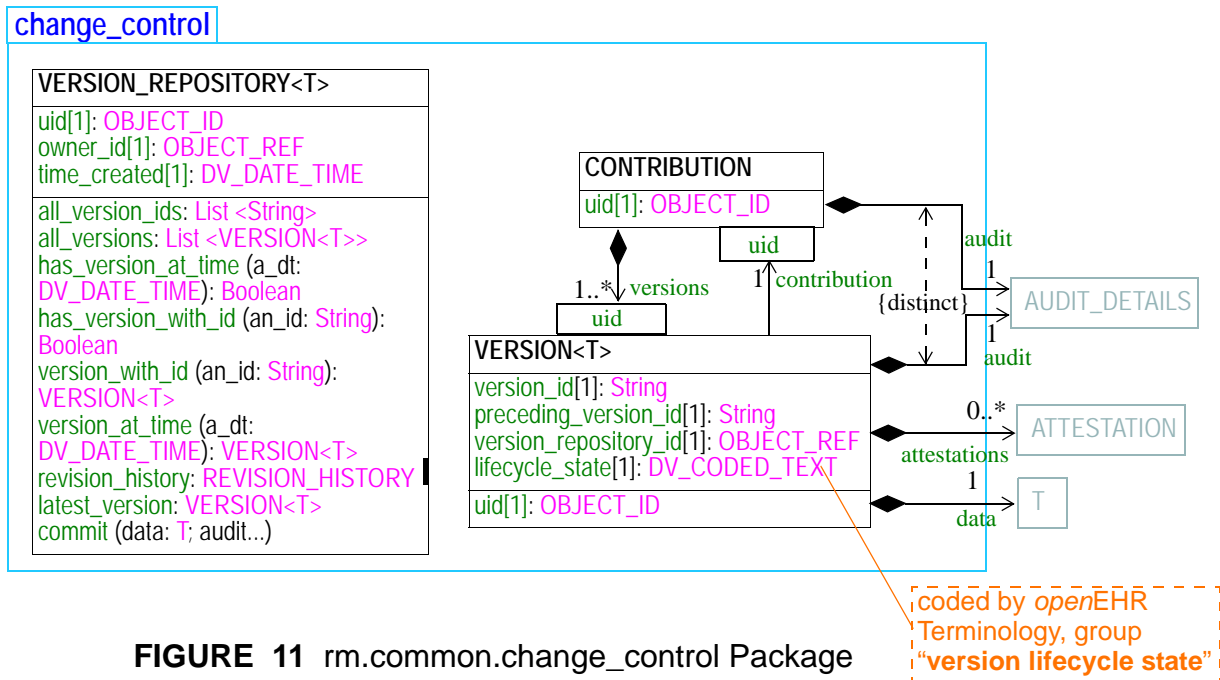 change_control
VERSION_REPOSITORY<T>
uid[1]: OBJECT_ID
owner_id[1]: OBJECT_REF
time_created[1]: DV_DATE_TIME
all_version_ids: List <String>
all_versions: List <VERSION<T>>
has_version_at_time (a_dt:
DV_DATE_TIME): Boolean
has_version_with_id (an_id: String):
Boolean
version_with_id (an_id: String):
VERSION<T>
version_at_time (a_dt:
DV_DATE_TIME): VERSION<T>
revision_history: REVISION_HISTORY
latest_version: VERSION<T>
commit (data: T; audit...)
CONTRIBUTION
uid[1]: OBJECT_ID
uid
1 contribution
1..* versions
uid
VERSION<T>
version_id[1]: String
preceding_version_id[1]: String
version_repository_id[1]: OBJECT_REF
lifecycle_state[1]: DV_CODED_TEXT
uid[1]: OBJECT_ID
audit
1
{distinct}
1
audit
AUDIT_DETAILS
0..*
attestations
ATTESTATION
1
data
T
coded by openEHR
Terminology, group
“version lifecycle state”
FIGURE 11 rm.common.change_control Package